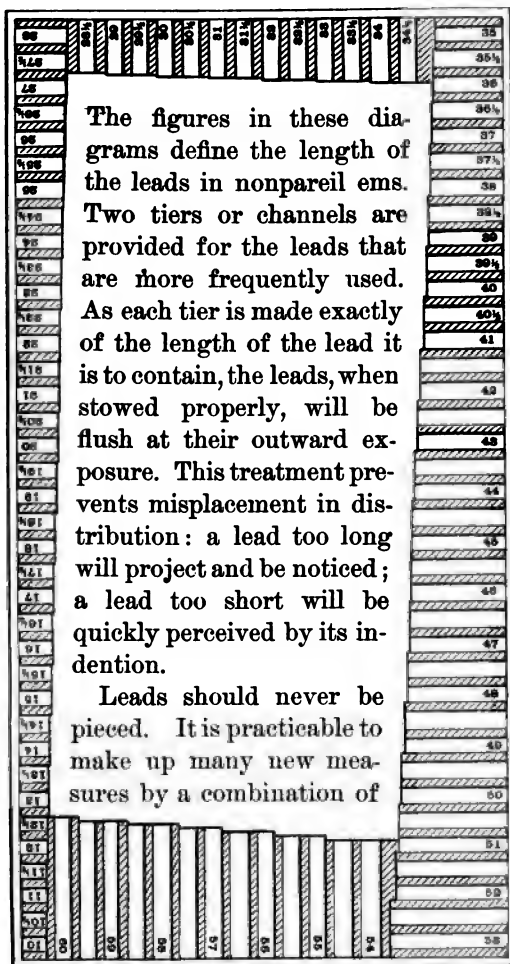 The figures in these dia-
grams define the length of
the leads in nonpareil ems.
Two tiers or channels are
provided for the leads that
are more frequently used.
As each tier is made exactly
of the length of the lead it
is to contain, the leads, when
stowed properly, will be
flush at their outward ex-
posure. This treatment pre-
vents misplacement in dis-
tribution: a lead too long
will project and be noticed;
a lead too short will be
quickly perceived by its in-
dention.
Leads should never be
pieced. It is practicable to
make up many new mea-
sures by a combination of
35
35½
36
36½
37
37½
38
38½
39
39½
40
40½
41
42
43
44
45
46
47
48
49
50
51
52
53
54
55
56
57
58
59
60